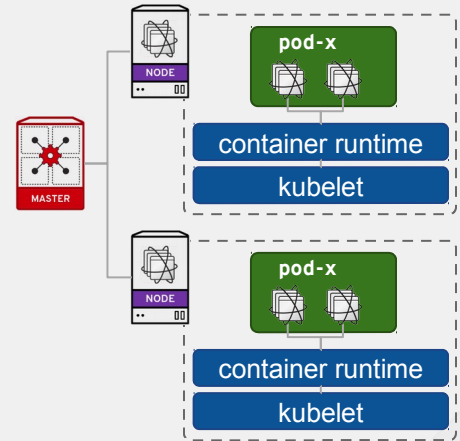 NODE
pod-x
container runtime
kubelet
MASTER
NODE
pod-x
container runtime
kubelet